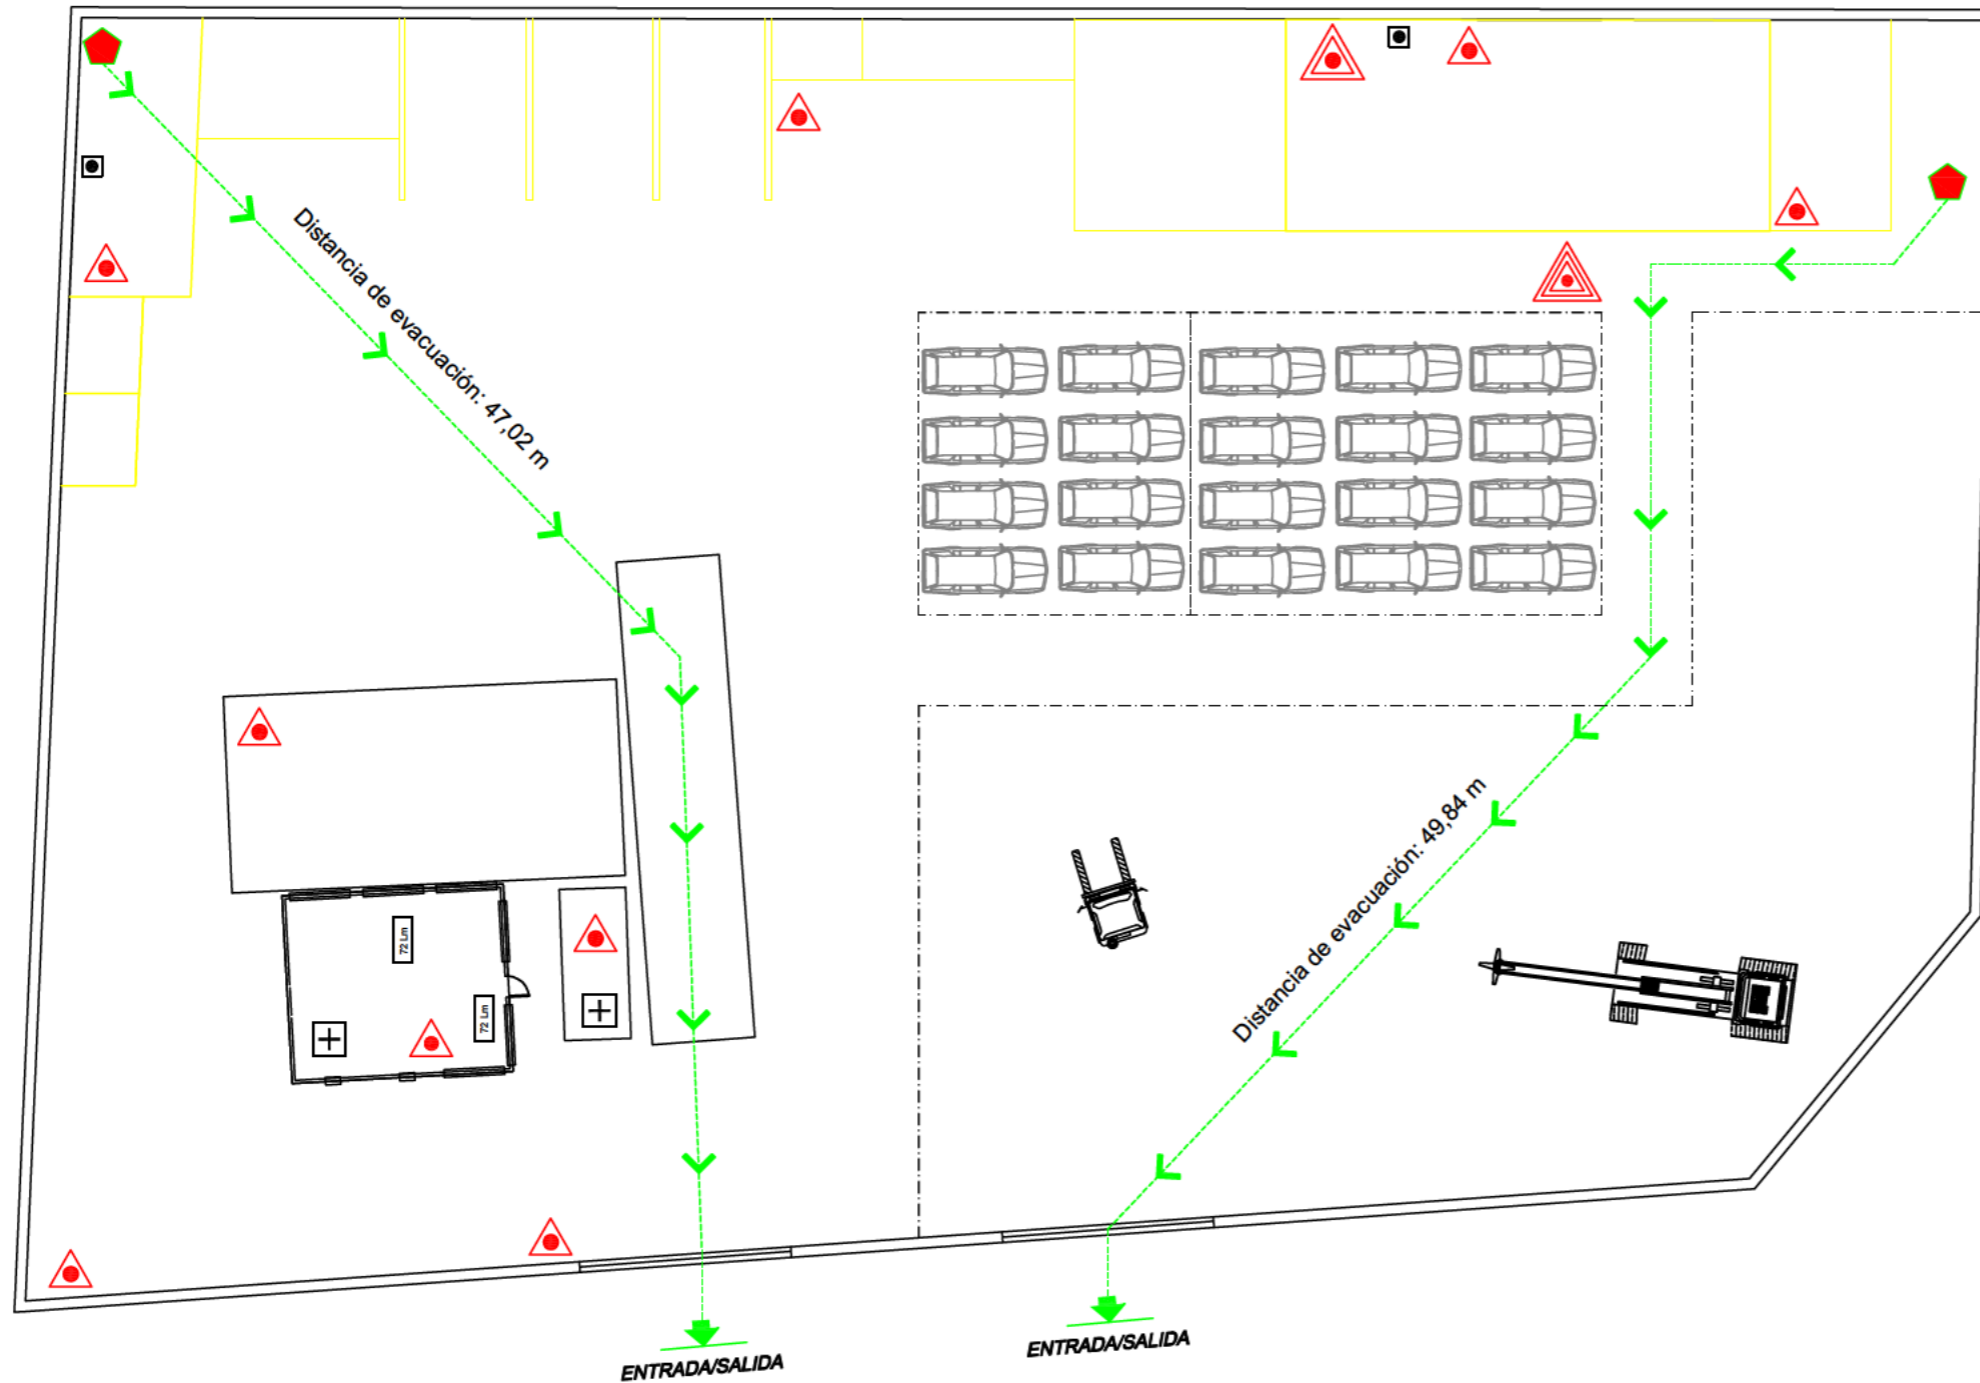 Distancia de evacuación: 47,02 m
Distancia de evacuación: 49,84 m
72 Lm
72 Lm
ENTRADA/SALIDA
ENTRADA/SALIDA